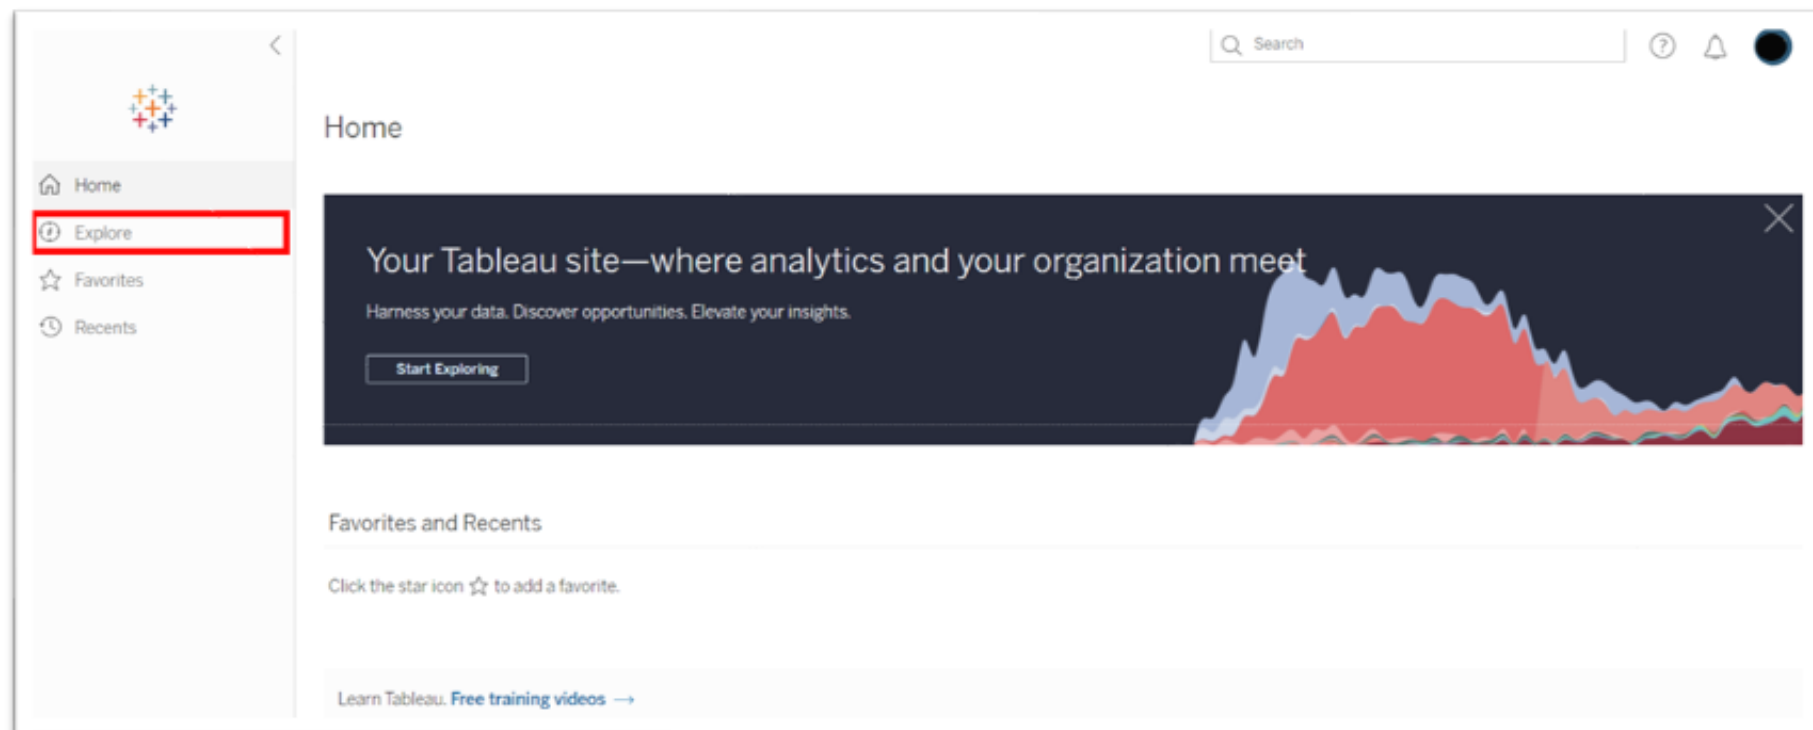 Search
Home
Home
Explore
Favorites
Recents
Your Tableau site—where analytics and your organization meet
Harness your data. Discover opportunities. Elevate your insights.
Start Exploring
Favorites and Recents
Click the star icon to add a favorite.
Learn Tableau. Free training videos →